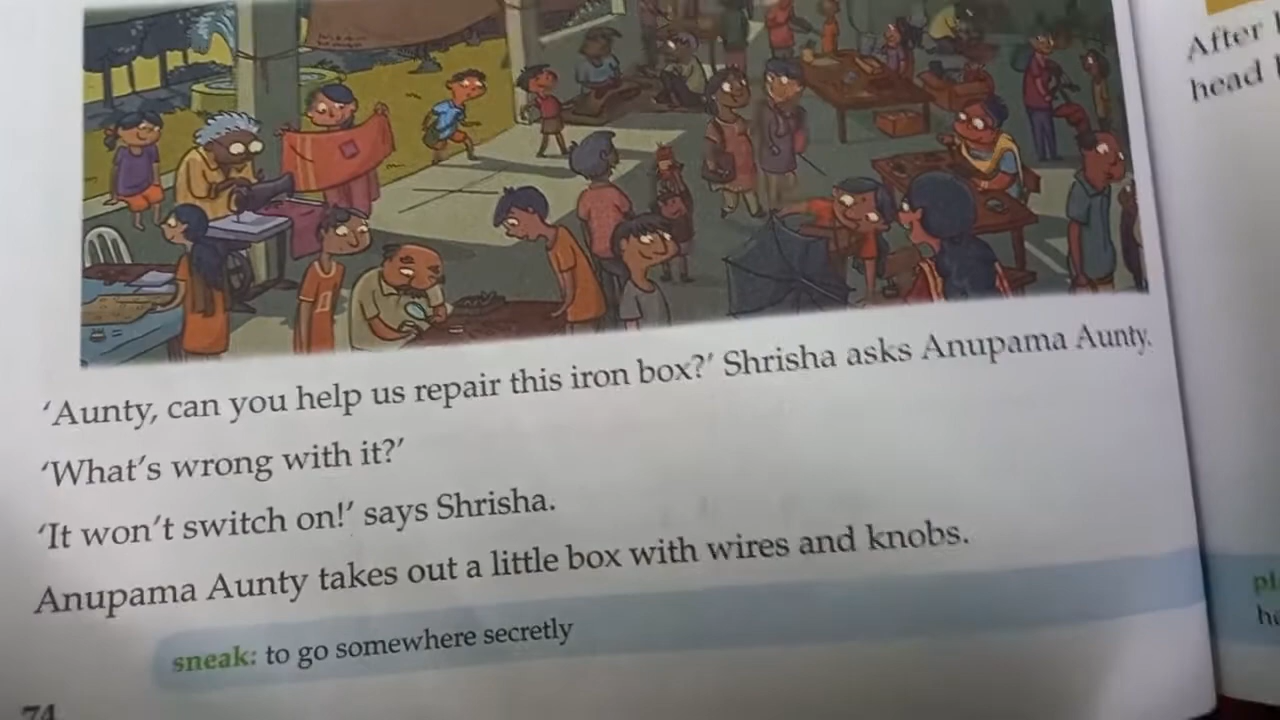 'Aunty, can you help us repair this iron box?' Shrisha asks Anupama Aunty.
'What's wrong with it?'
'It won't switch on!' says Shrisha.
Anupama Aunty takes out a little box with wires and knobs.
sneak: to go somewhere secretly
74
After
head